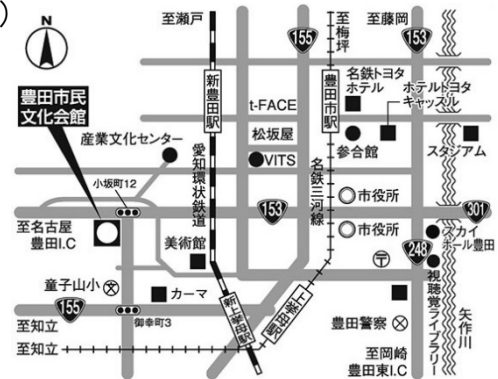 )
N
至瀬戸
155
至梅坪
至藤岡
153
新豊田駅
豊田市駅
名鉄トヨタ
ホテル
ホテルトヨタ
キャッスル
t-FACE
豊田市民
文化会館
産業文化センター
松坂屋
参合館
スタジアム
VITS
愛知環状鉄道
名鉄三河線
小坂町12
市役所
153
301
至名古屋
豊田I.C
市役所
スカイ
ホール豊田
美術館
248
童子山小
文
カーマ
視聴覚ライブラリー
矢作川
155
新上挙母駅
上挙母駅
御幸町3
豊田警察
至知立
至知立
至岡崎
豊田東I.C